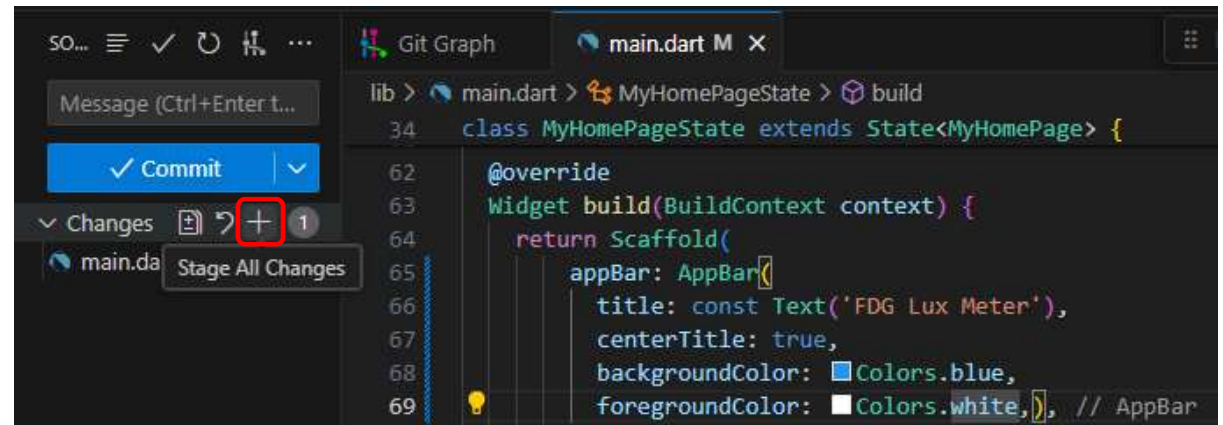 SO...
Message (Ctrl+Enter t...
Commit
Changes 1
main.da
Stage All Changes
Git Graph
main.dart M
lib > main.dart > MyHomePageState > build
34 class MyHomePageState extends State<MyHomePage> {
62 @override
63 Widget build(BuildContext context) {
64 return Scaffold(
65 appBar: AppBar(
66 title: const Text('FDG Lux Meter'),
67 centerTitle: true,
68 backgroundColor: Colors.blue,
69 foregroundColor: Colors.white,), // AppBar